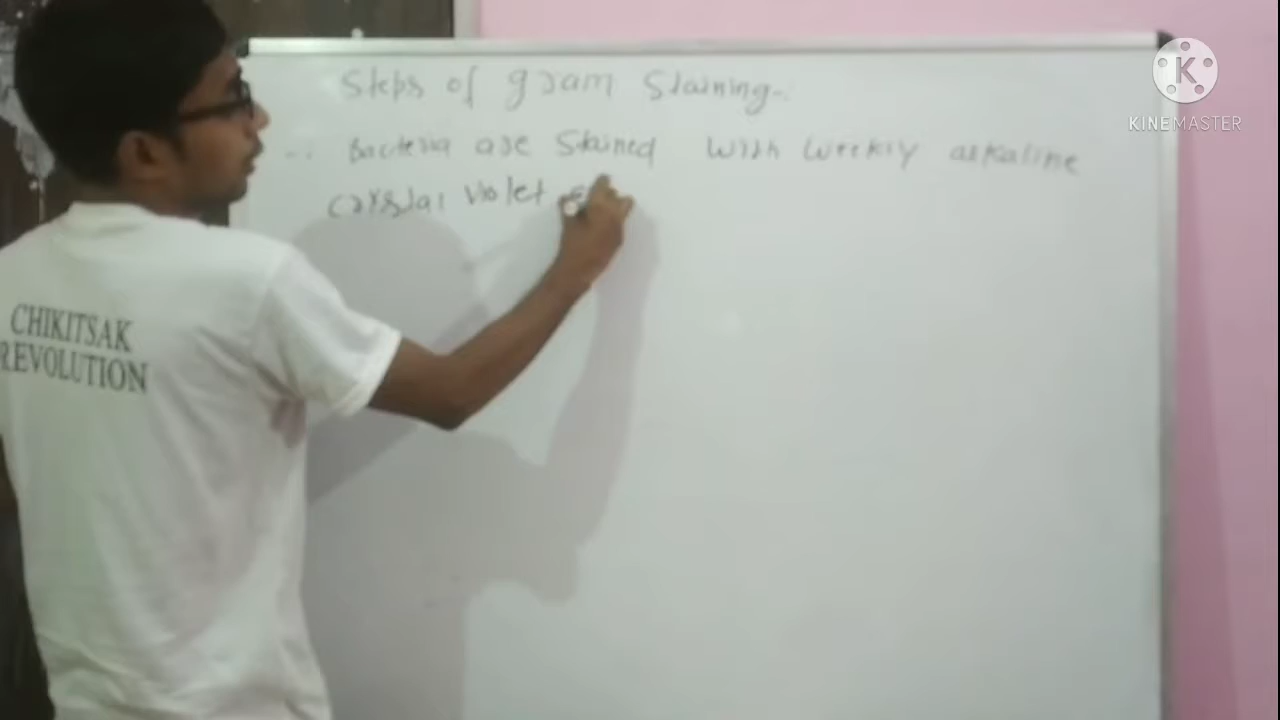 Steps of gram Staining-:
-: Bacteria are Stained with weekly alkaline
crystal violet
CHIKITSAK
REVOLUTION
K
KINEMASTER